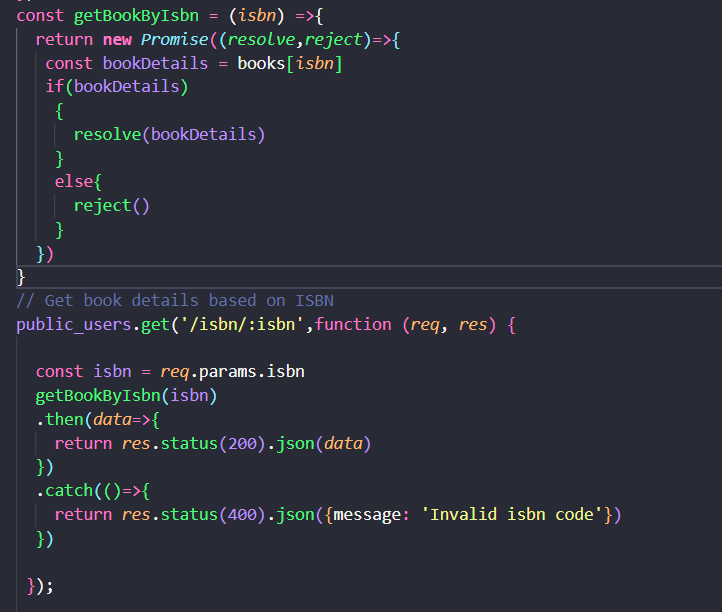 const getBookByIsbn = (isbn) =>{
return new Promise((resolve,reject)=>{
const bookDetails = books[isbn]
if(bookDetails)
{
resolve(bookDetails)
}
else{
reject()
}
})
}
// Get book details based on ISBN
public_users.get('/isbn/:isbn',function (req, res) {
const isbn = req.params.isbn
getBookByIsbn(isbn)
.then(data=>{
return res.status(200).json(data)
})
.catch(()=>{
return res.status(400).json({message: 'Invalid isbn code'})
})
});